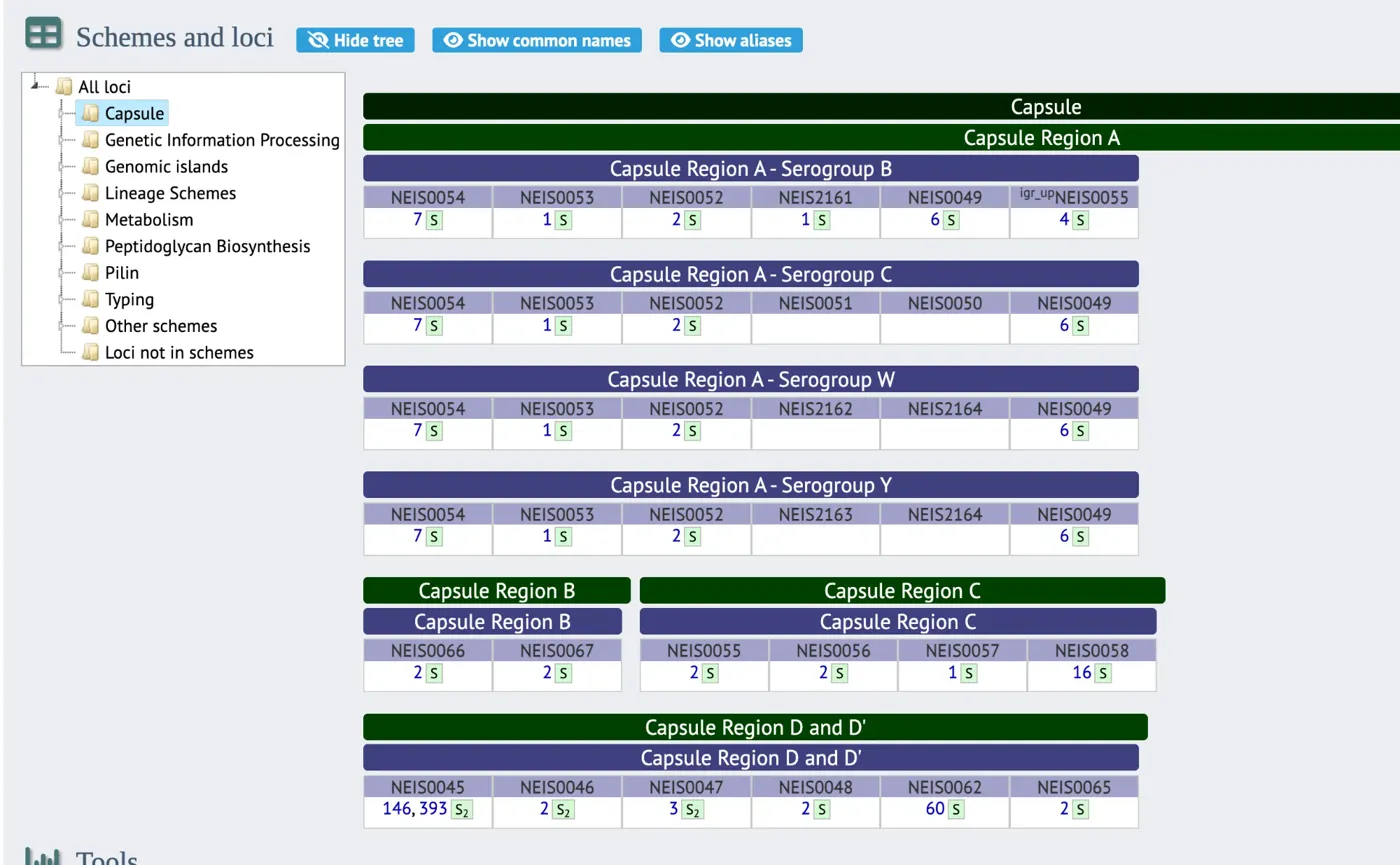 Schemes and loci Hide tree Show common names Show aliases
All loci
Capsule
Genetic Information Processing
Genomic islands
Lineage Schemes
Metabolism
Peptidoglycan Biosynthesis
Pilin
Typing
Other schemes
Loci not in schemes
Capsule
Capsule Region A
Capsule Region A - Serogroup B
NEIS0054 NEIS0053 NEIS0052 NEIS2161 NEIS0049 igr_upNEIS0055
7 S 1 S 2 S 1 S 6 S 4 S
Capsule Region A - Serogroup C
NEIS0054 NEIS0053 NEIS0052 NEIS0051 NEIS0050 NEIS0049
7 S 1 S 2 S 6 S
Capsule Region A - Serogroup W
NEIS0054 NEIS0053 NEIS0052 NEIS2162 NEIS2164 NEIS0049
7 S 1 S 2 S 6 S
Capsule Region A - Serogroup Y
NEIS0054 NEIS0053 NEIS0052 NEIS2163 NEIS2164 NEIS0049
7 S 1 S 2 S 6 S
Capsule Region B Capsule Region C
Capsule Region B Capsule Region C
NEIS0066 NEIS0067 NEIS0055 NEIS0056 NEIS0057 NEIS0058
2 S 2 S 2 S 2 S 1 S 16 S
Capsule Region D and D'
Capsule Region D and D'
NEIS0045 NEIS0046 NEIS0047 NEIS0048 NEIS0062 NEIS0065
146, 393 S2 2 S2 3 S2 2 S 60 S 2 S
Tools